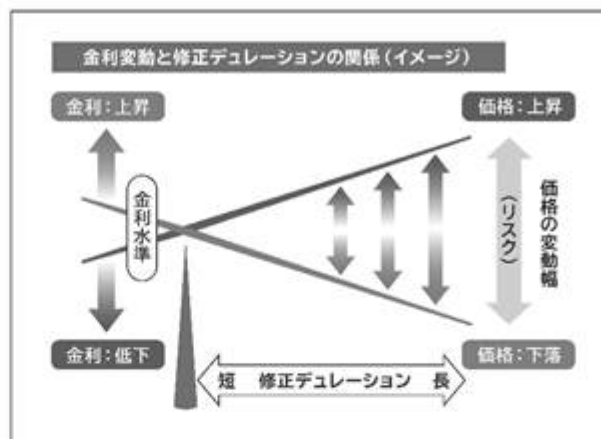 金利変動と修正デュレーションの関係(イメージ)
金利:上昇
価格:上昇
金利水準
価格の変動幅
(リスク)
金利:低下
価格:下落
短 修正デュレーション 長